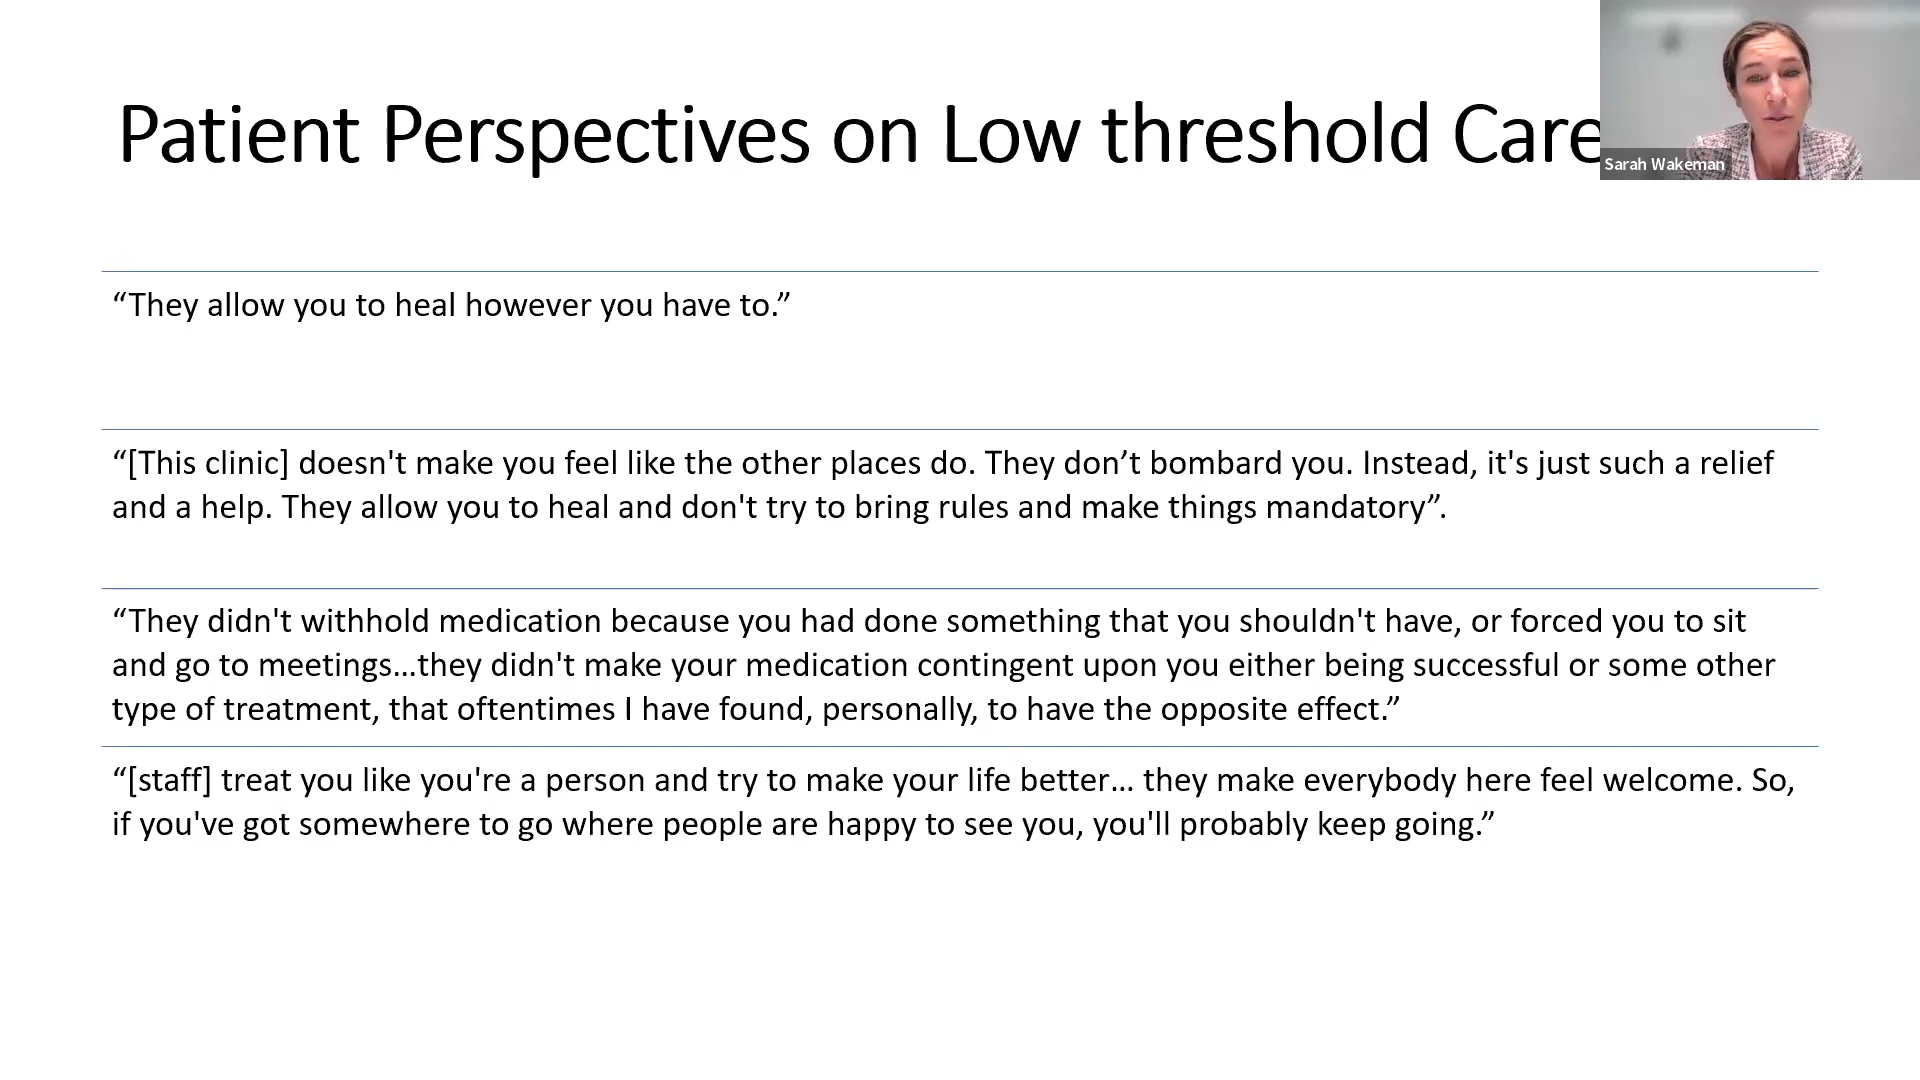 Patient Perspectives on Low threshold Care
Sarah Wakeman
“They allow you to heal however you have to.”
“[This clinic] doesn't make you feel like the other places do. They don’t bombard you. Instead, it's just such a relief
and a help. They allow you to heal and don't try to bring rules and make things mandatory”.
“They didn't withhold medication because you had done something that you shouldn't have, or forced you to sit
and go to meetings…they didn't make your medication contingent upon you either being successful or some other
type of treatment, that oftentimes I have found, personally, to have the opposite effect.”
“[staff] treat you like you're a person and try to make your life better… they make everybody here feel welcome. So,
if you've got somewhere to go where people are happy to see you, you'll probably keep going.”